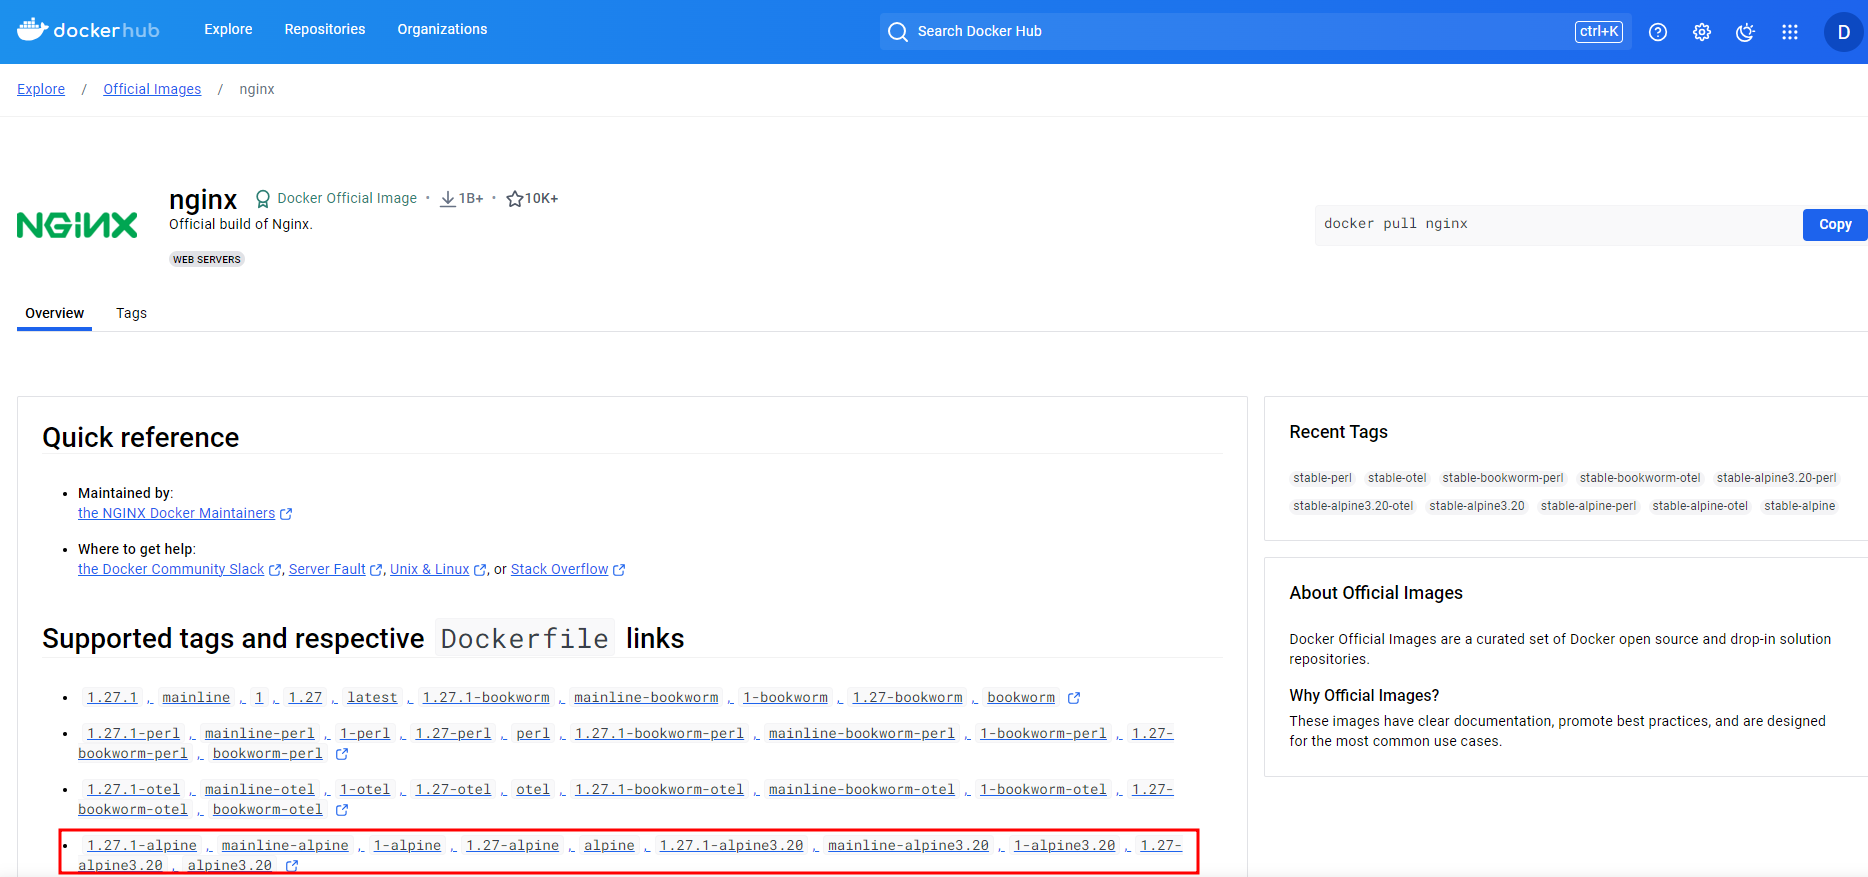 dockerhub Explore Repositories Organizations Search Docker Hub ctrl+K D
Explore / Official Images / nginx
NGINX
nginx Docker Official Image • 1B+ • 10K+
Official build of Nginx.
WEB SERVERS
docker pull nginx Copy
Overview Tags
Quick reference
• Maintained by:
the NGINX Docker Maintainers
• Where to get help:
the Docker Community Slack, Server Fault, Unix & Linux, or Stack Overflow
Supported tags and respective Dockerfile links
• 1.27.1, mainline, 1, 1.27, latest, 1.27.1-bookworm, mainline-bookworm, 1-bookworm, 1.27-bookworm, bookworm
• 1.27.1-perl, mainline-perl, 1-perl, 1.27-perl, perl, 1.27.1-bookworm-perl, mainline-bookworm-perl, 1-bookworm-perl, 1.27-
bookworm-perl, bookworm-perl
• 1.27.1-otel, mainline-otel, 1-otel, 1.27-otel, otel, 1.27.1-bookworm-otel, mainline-bookworm-otel, 1-bookworm-otel, 1.27-
bookworm-otel, bookworm-otel
• 1.27.1-alpine, mainline-alpine, 1-alpine, 1.27-alpine, alpine, 1.27.1-alpine3.20, mainline-alpine3.20, 1-alpine3.20, 1.27-
alpine3.20, alpine3.20
Recent Tags
stable-perl stable-otel stable-bookworm-perl stable-bookworm-otel stable-alpine3.20-perl
stable-alpine3.20-otel stable-alpine3.20 stable-alpine-perl stable-alpine-otel stable-alpine
About Official Images
Docker Official Images are a curated set of Docker open source and drop-in solution
repositories.
Why Official Images?
These images have clear documentation, promote best practices, and are designed
for the most common use cases.